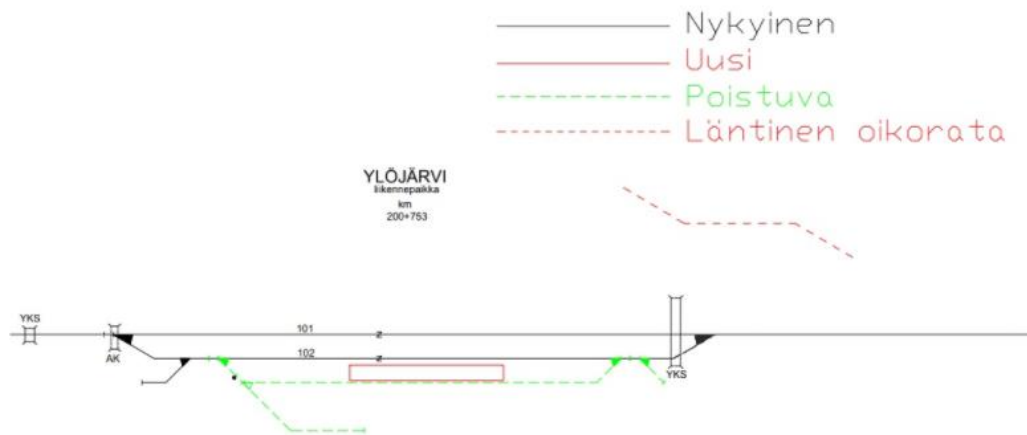 Nykyinen
Uusi
Poistuva
Läntinen oikorata
YLÖJÄRVI
liikennepaikka
km
200+753
YKS
101
AK
102
YKS